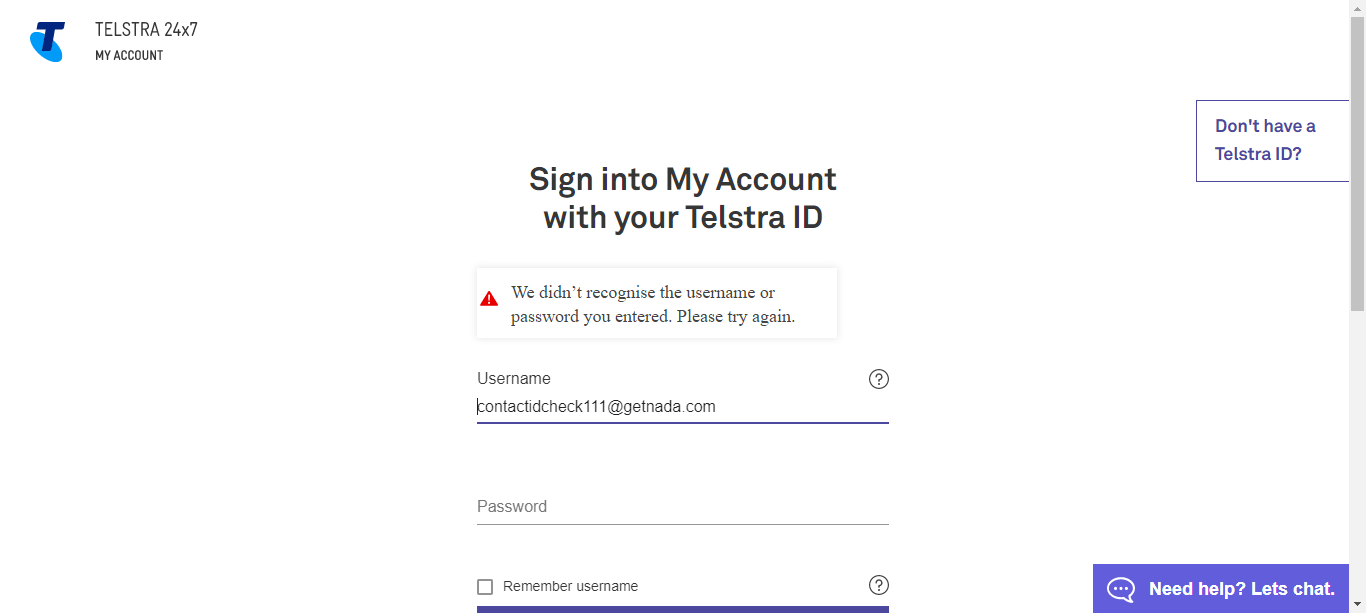 TELSTRA 24x7
MY ACCOUNT
Don't have a
Telstra ID?
Sign into My Account
with your Telstra ID
We didn’t recognise the username or
password you entered. Please try again.
Username
contactidcheck111@getnada.com
Password
Remember username
Need help? Lets chat.